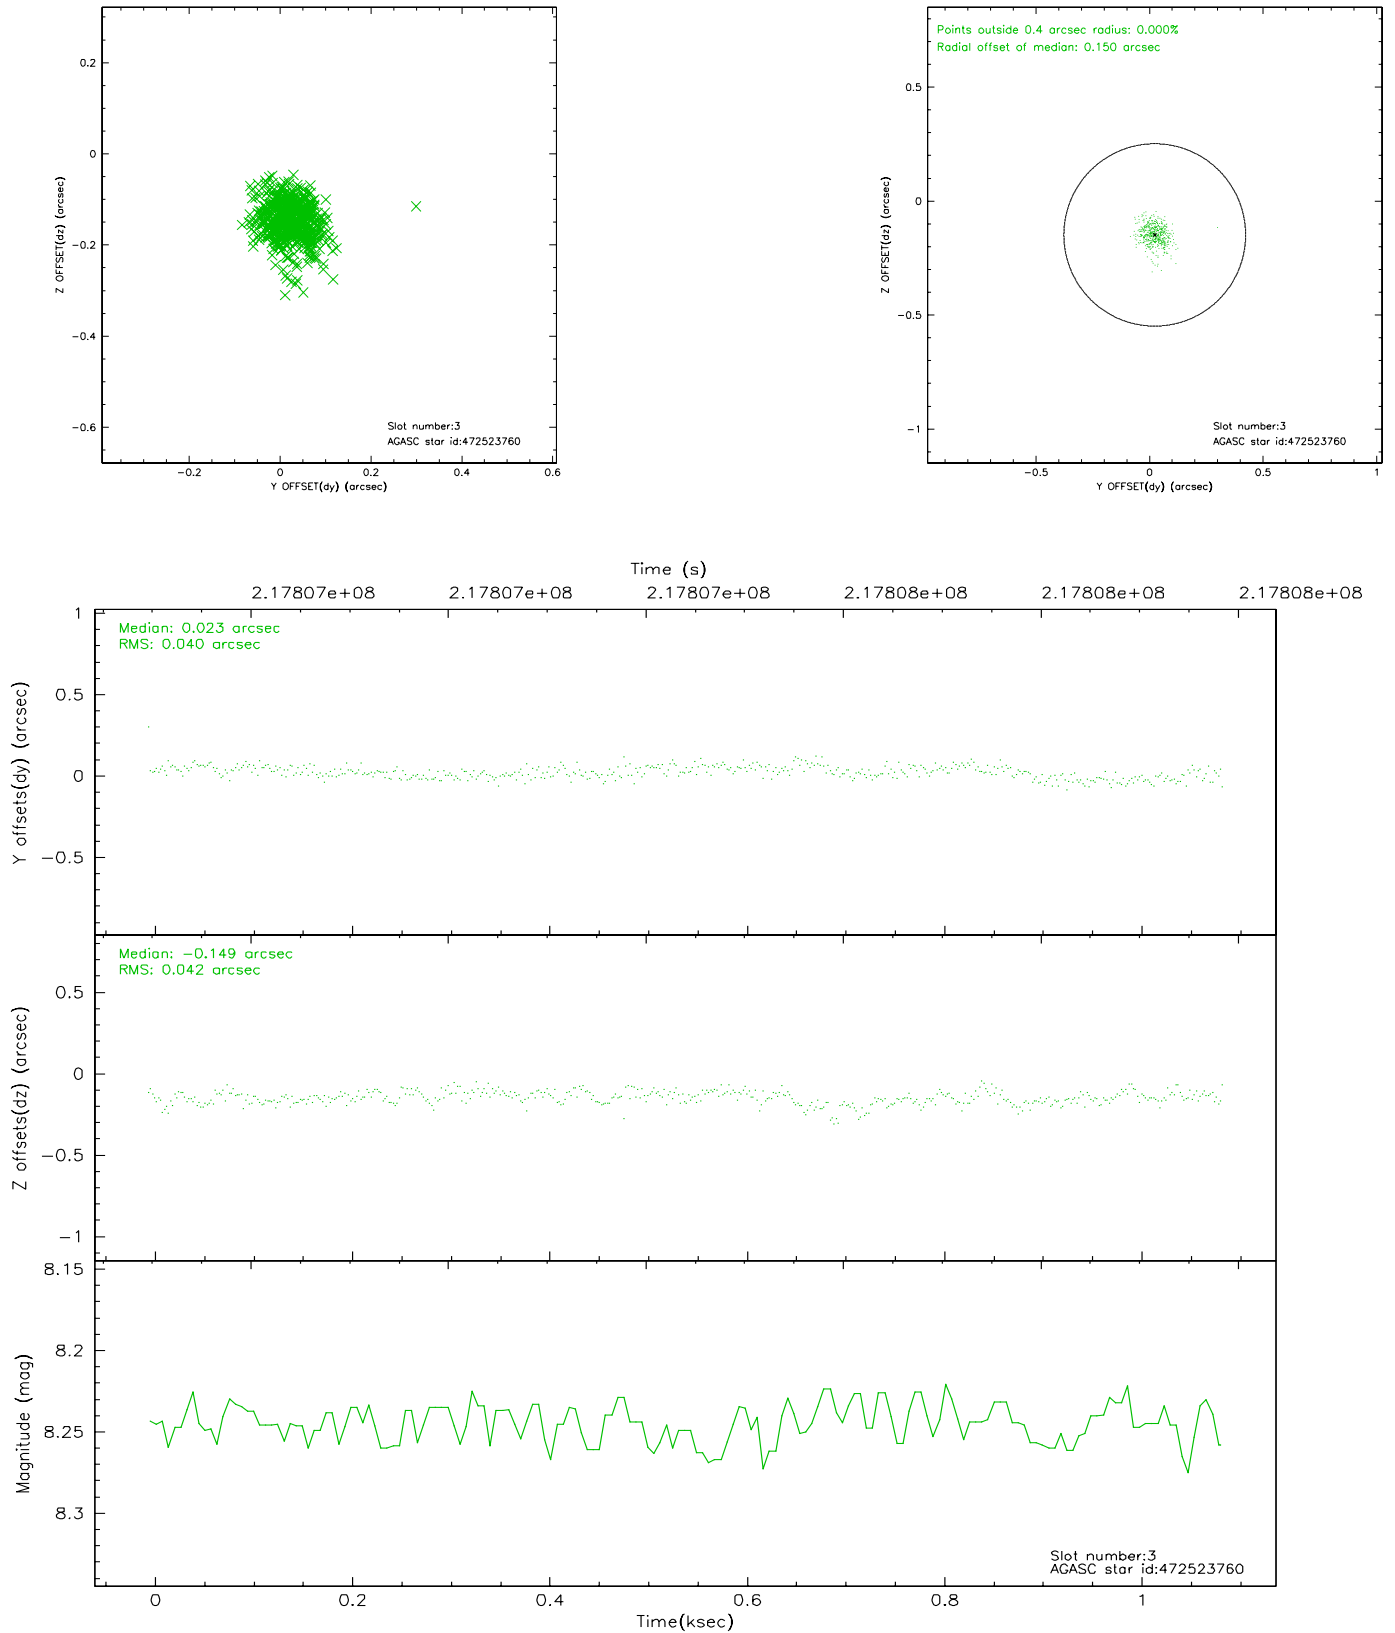 0.2
0
−0.2
−0.4
−0.6
Z OFFSET(dz) (arcsec)
Slot number:3
AGASC star id:472523760
−0.2
0
0.2
0.4
0.6
Y OFFSET(dy) (arcsec)
Points outside 0.4 arcsec radius: 0.000%
Radial offset of median: 0.150 arcsec
0.5
0
−0.5
−1
Z OFFSET(dz) (arcsec)
Slot number:3
AGASC star id:472523760
−0.5
0
0.5
1
Y OFFSET(dy) (arcsec)
Time (s)
2.17807e+08
2.17807e+08
2.17807e+08
2.17808e+08
2.17808e+08
2.17808e+08
Median: 0.023 arcsec
RMS: 0.040 arcsec
1
0.5
0
−0.5
Y offsets(dy) (arcsec)
Median: −0.149 arcsec
RMS: 0.042 arcsec
0.5
0
−0.5
−1
Z offsets(dz) (arcsec)
8.15
8.2
8.25
8.3
Magnitude (mag)
Slot number:3
AGASC star id:472523760
0
0.2
0.4
0.6
0.8
1
Time(ksec)